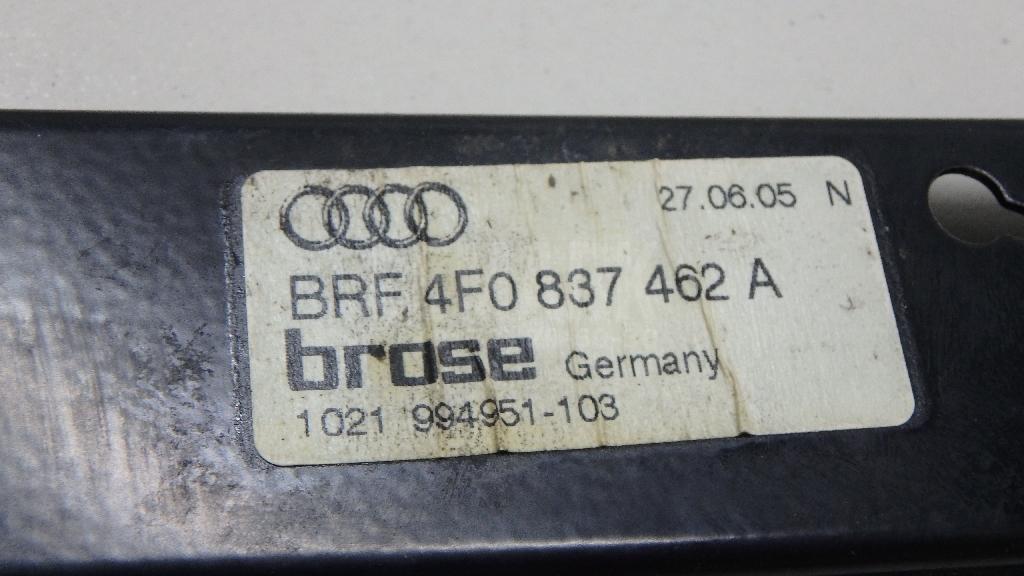 27.06.05 N
BRF. 4F0 837 462 A
brose Germany
1021 994951-103